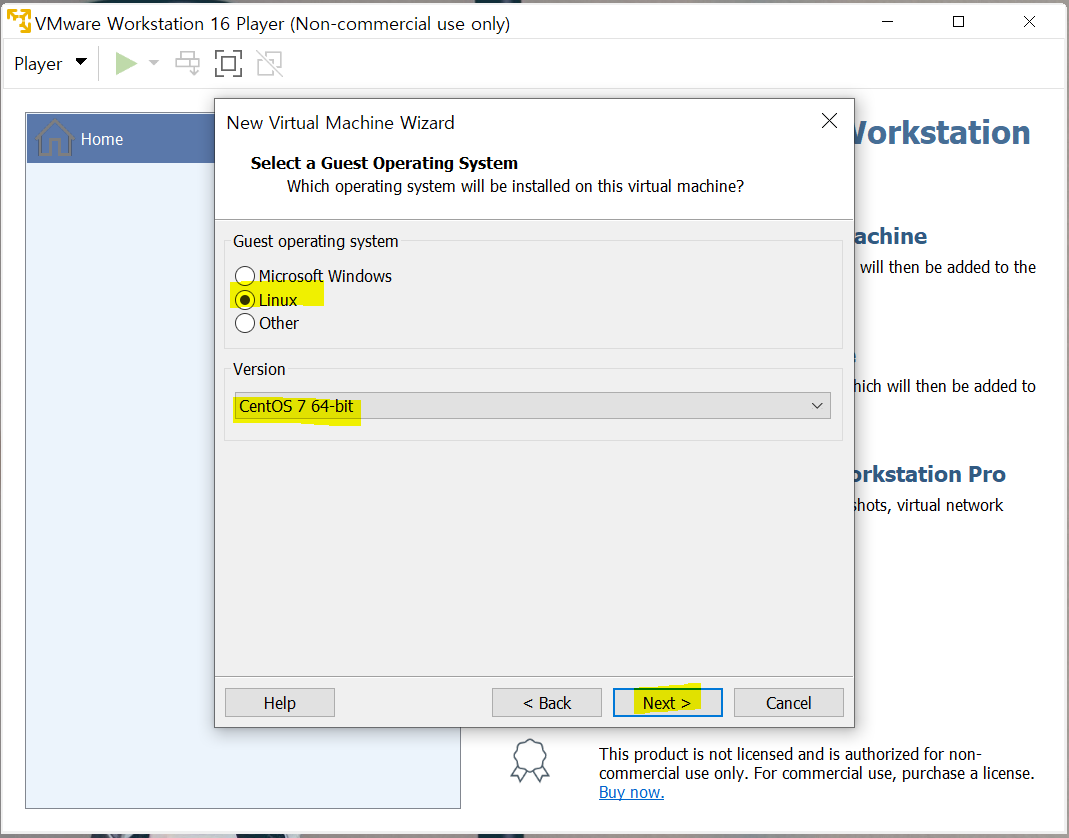 VMware Workstation 16 Player (Non-commercial use only)
Player
Home
New Virtual Machine Wizard
Select a Guest Operating System
Which operating system will be installed on this virtual machine?
Guest operating system
Microsoft Windows
Linux
Other
Version
CentOS 7 64-bit
Help
< Back
Next >
Cancel
Workstation
achine
will then be added to the
e
hich will then be added to
orkstation Pro
shots, virtual network
This product is not licensed and is authorized for non-
commercial use only. For commercial use, purchase a license.
Buy now.